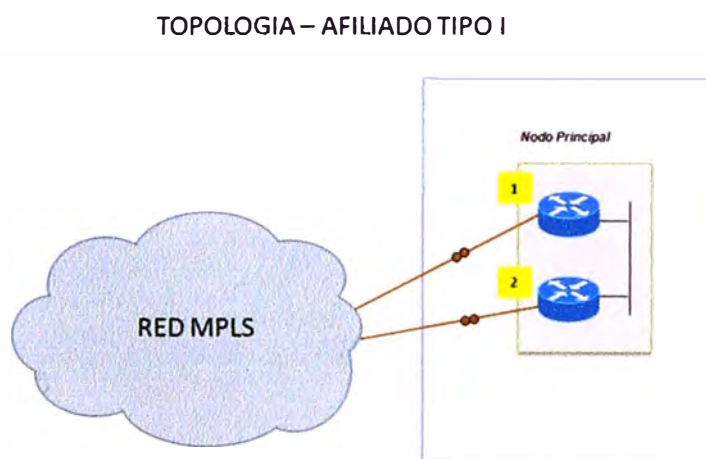 TOPOLOGIA – AFILIADO TIPO I
Nodo Principal
1
2
RED MPLS